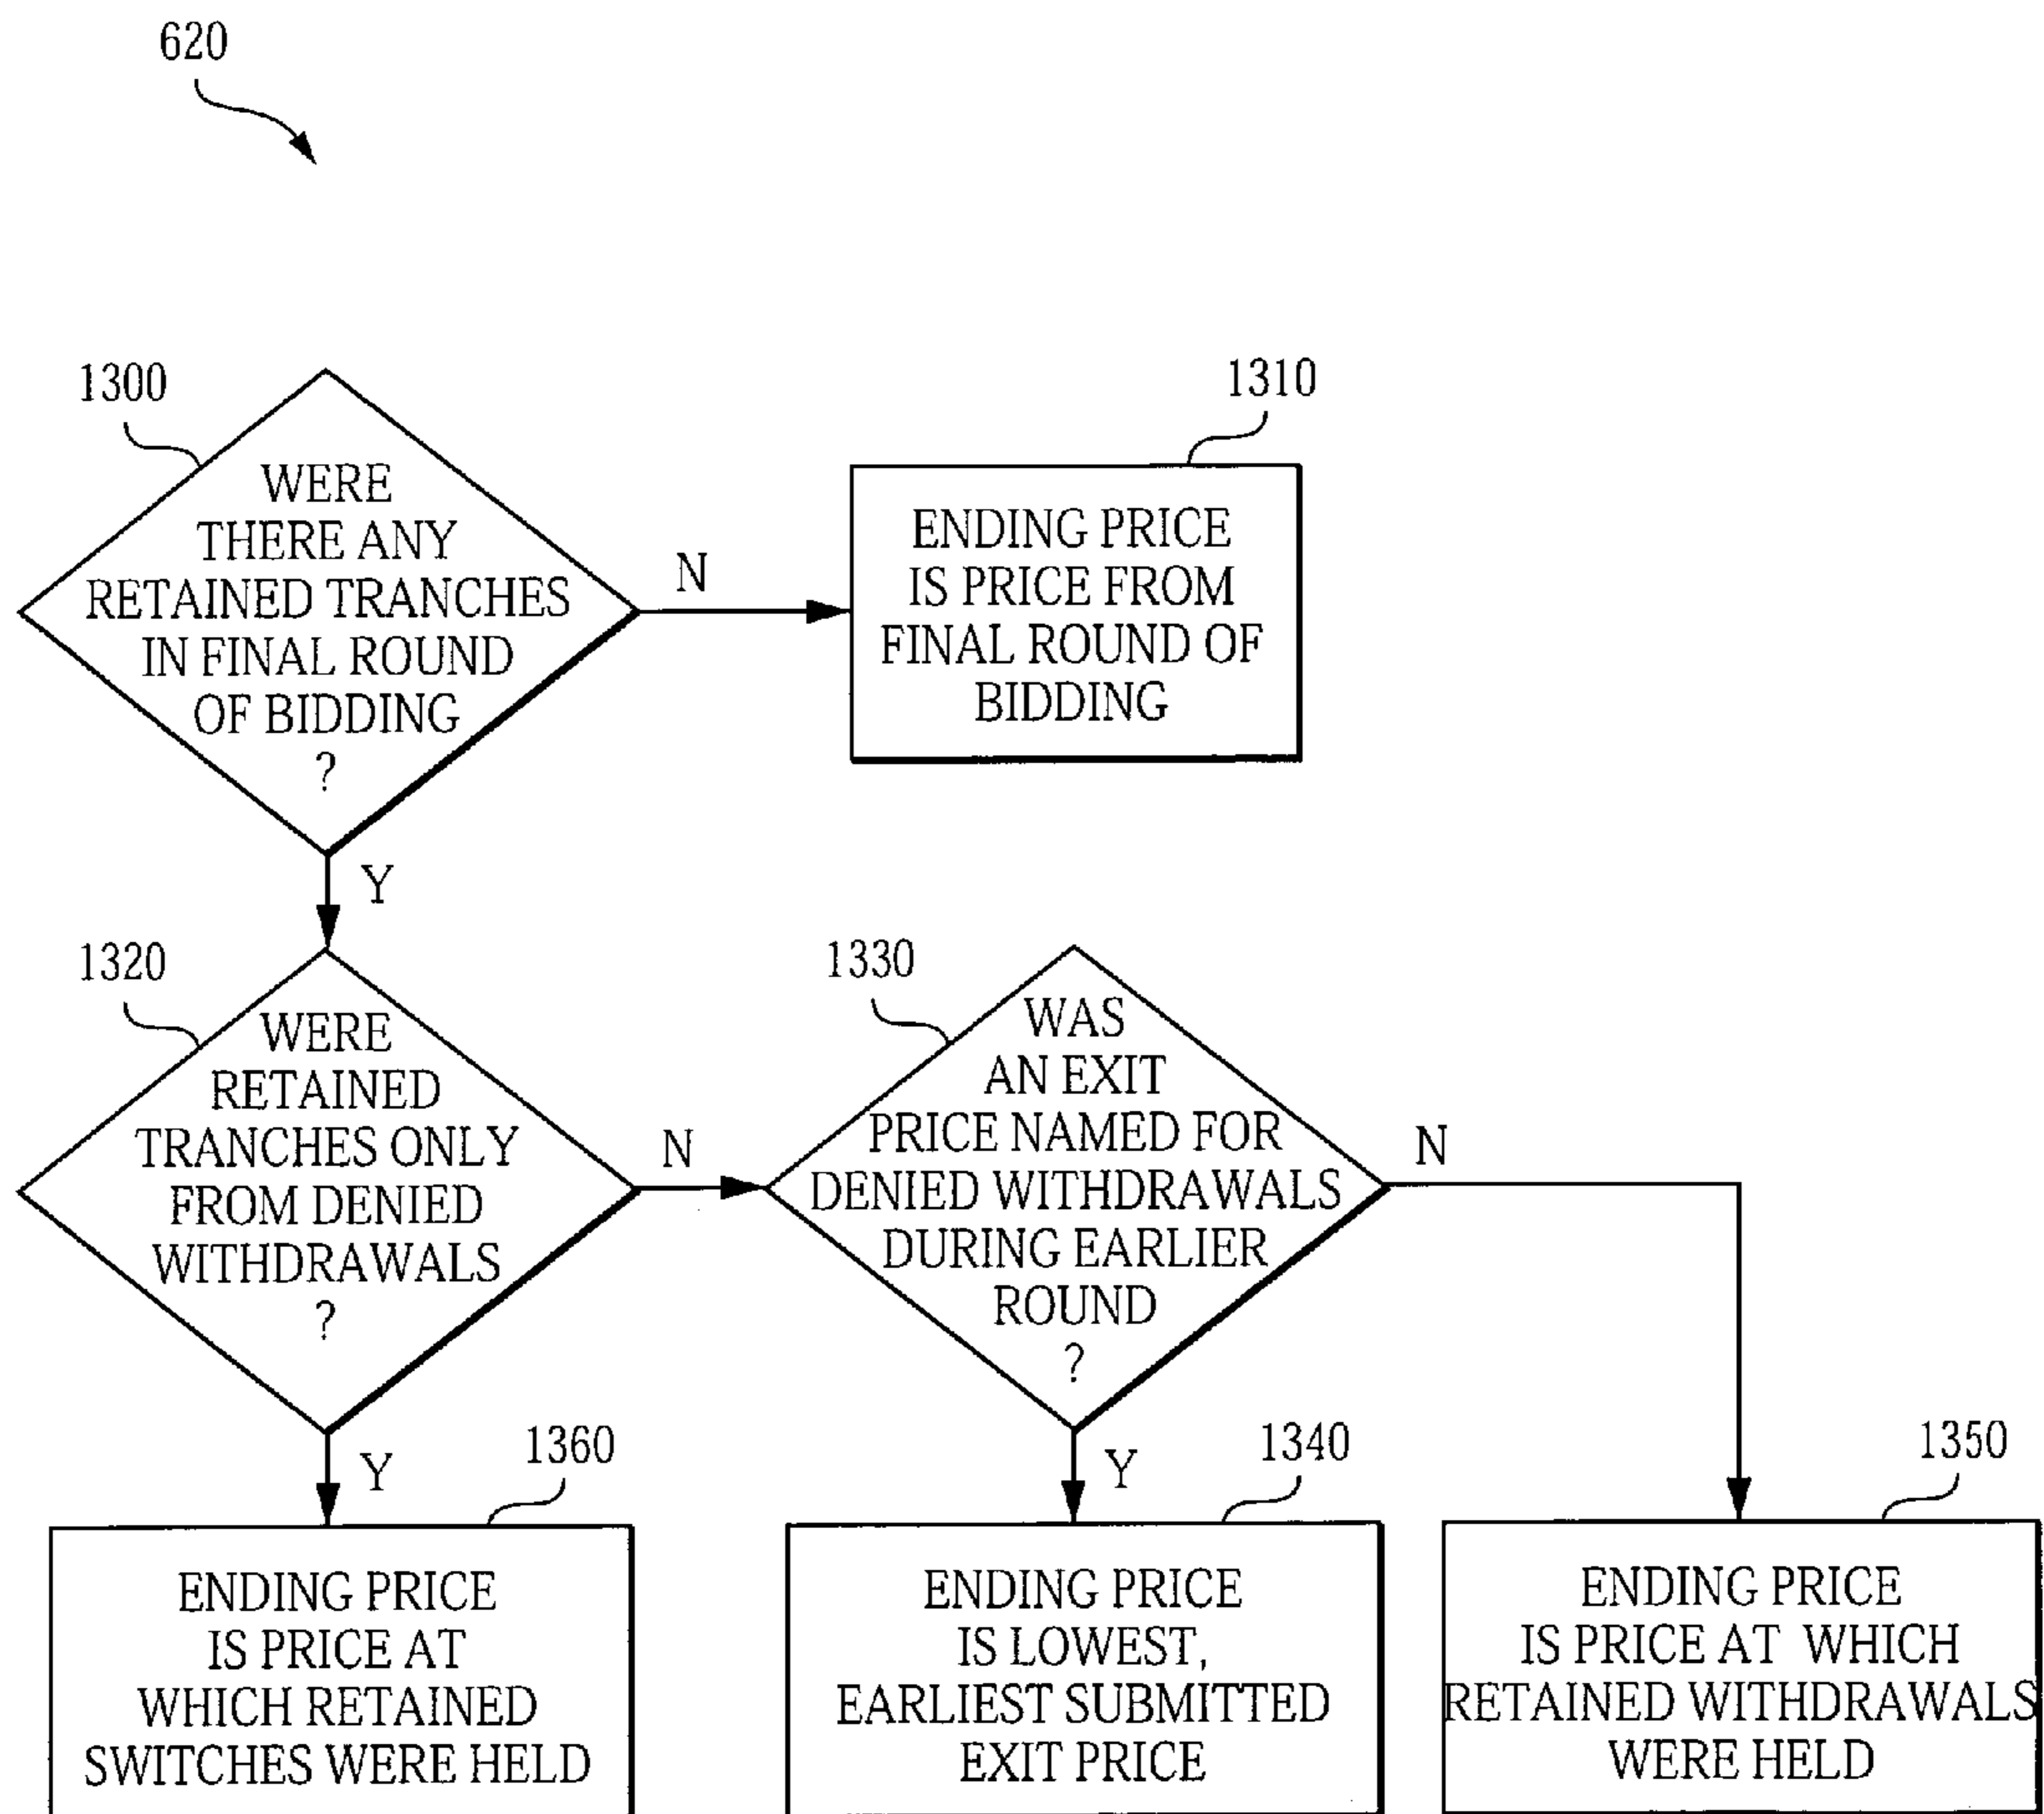 620
1300
WERE
THERE ANY
RETAINED TRANCHES
IN FINAL ROUND
OF BIDDING
?
N
1310
ENDING PRICE
IS PRICE FROM
FINAL ROUND OF
BIDDING
Y
1320
WERE
RETAINED
TRANCHES ONLY
FROM DENIED
WITHDRAWALS
?
N
1330
WAS
AN EXIT
PRICE NAMED FOR
DENIED WITHDRAWALS
DURING EARLIER
ROUND
?
N
Y
1360
ENDING PRICE
IS PRICE AT
WHICH RETAINED
SWITCHES WERE HELD
Y
1340
ENDING PRICE
IS LOWEST,
EARLIEST SUBMITTED
EXIT PRICE
1350
ENDING PRICE
IS PRICE AT WHICH
RETAINED WITHDRAWALS
WERE HELD